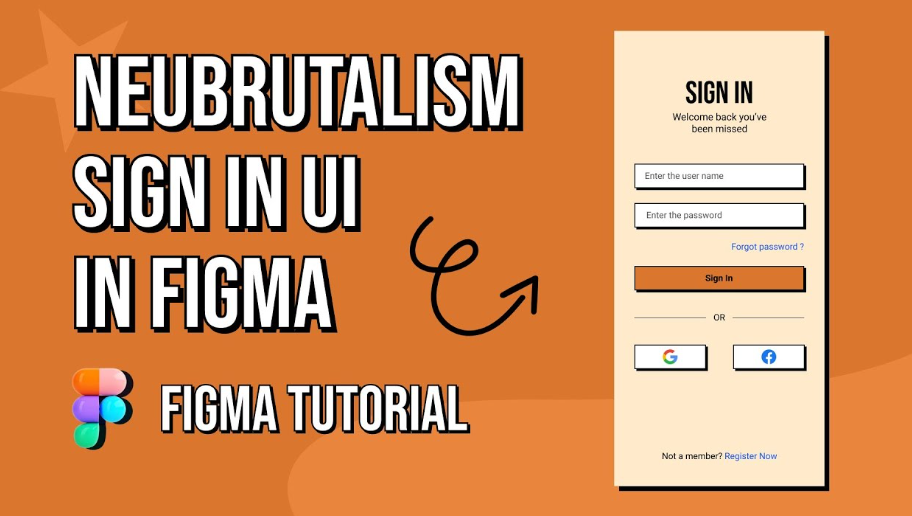 NEUBRUTALISM
SIGN IN UI
IN FIGMA
FIGMA TUTORIAL
SIGN IN
Welcome back you've
been missed
Enter the user name
Enter the password
Forgot password ?
Sign In
OR
Not a member? Register Now